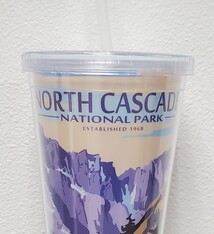 NORTH CASCAD
NATIONAL PARK
ESTABLISHED 1968